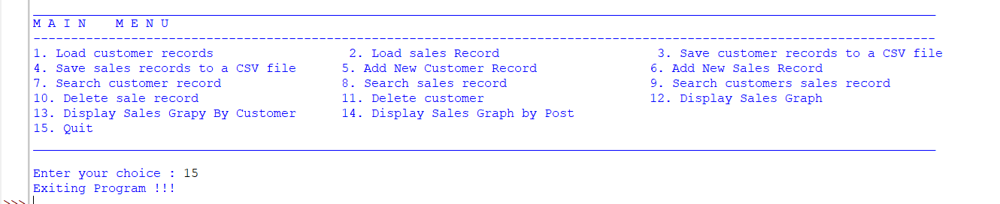 M A I N   M E N U
1. Load customer records 2. Load sales Record 3. Save customer records to a CSV file
4. Save sales records to a CSV file 5. Add New Customer Record 6. Add New Sales Record
7. Search customer record 8. Search sales record 9. Search customers sales record
10. Delete sale record 11. Delete customer 12. Display Sales Graph
13. Display Sales Grapy By Customer 14. Display Sales Graph by Post
15. Quit
Enter your choice : 15
Exiting Program !!!
>>>